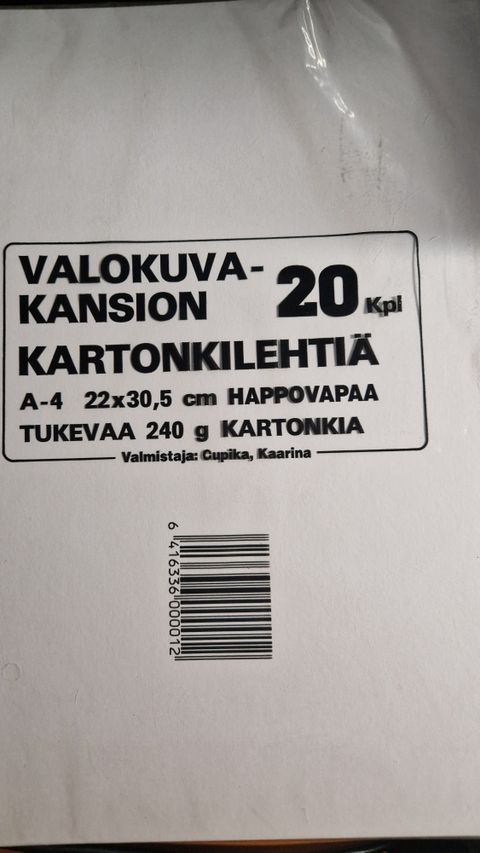 VALOKUVA-
KANSION
20 Kpl
KARTONKILEHTIÄ
A-4 22x30,5 cm HAPPOVAPAA
TUKEVAA 240 g KARTONKIA
Valmistaja: Cupika, Kaarina
6 416336 000012